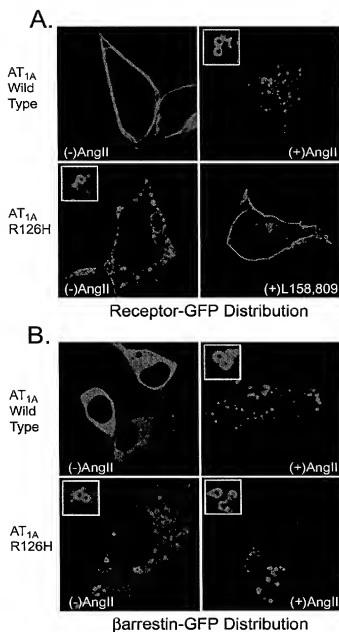 A.
AT1A
Wild
Type
(-)AngII
(+)AngII
AT1A
R126H
(-)AngII
(+)L158,809
Receptor-GFP Distribution
B.
AT1A
Wild
Type
(-)AngII
(+)AngII
AT1A
R126H
(-)AngII
(+)AngII
βarrestin-GFP Distribution